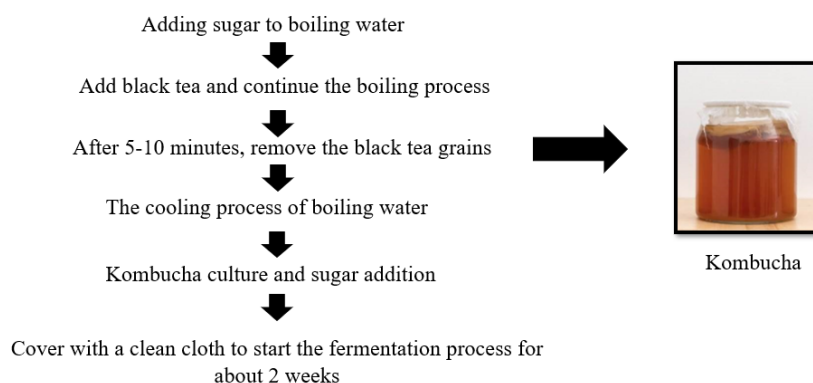 Adding sugar to boiling water
Add black tea and continue the boiling process
After 5-10 minutes, remove the black tea grains
The cooling process of boiling water
Kombucha culture and sugar addition
Cover with a clean cloth to start the fermentation process for
about 2 weeks
Kombucha